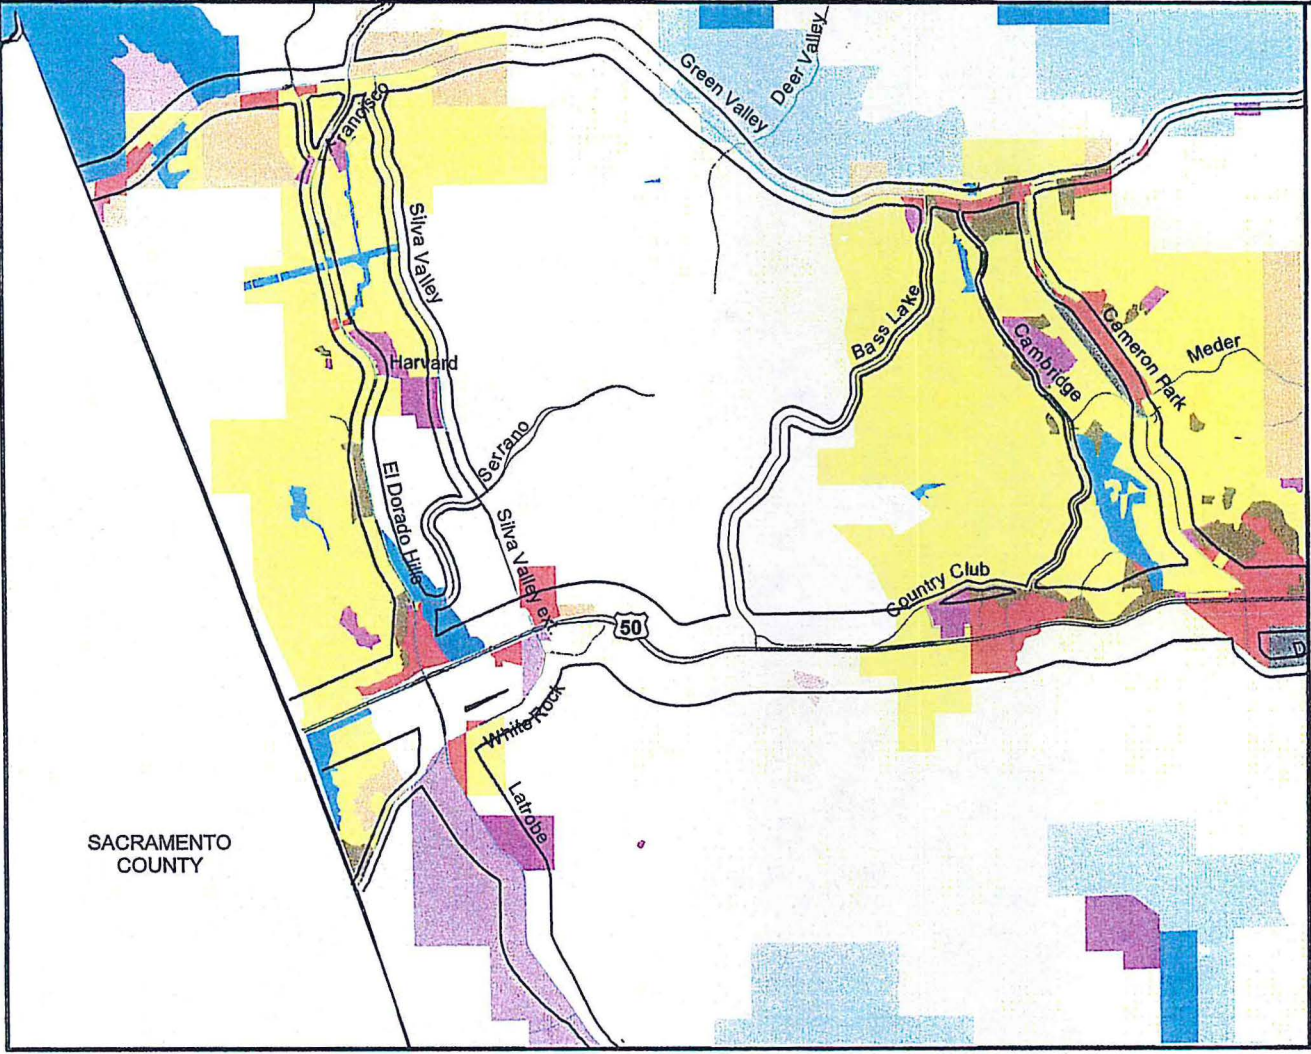 Green Valley
Deer Valley
Francisco
Silva Valley
Bass Lake
Cambridge
Cemeron Park
Meder
Harvard
Serrano
El Dorado Hills
Silva Valley ext
Country Club
50
White Rock
Latrobe
D
SACRAMENTO
COUNTY